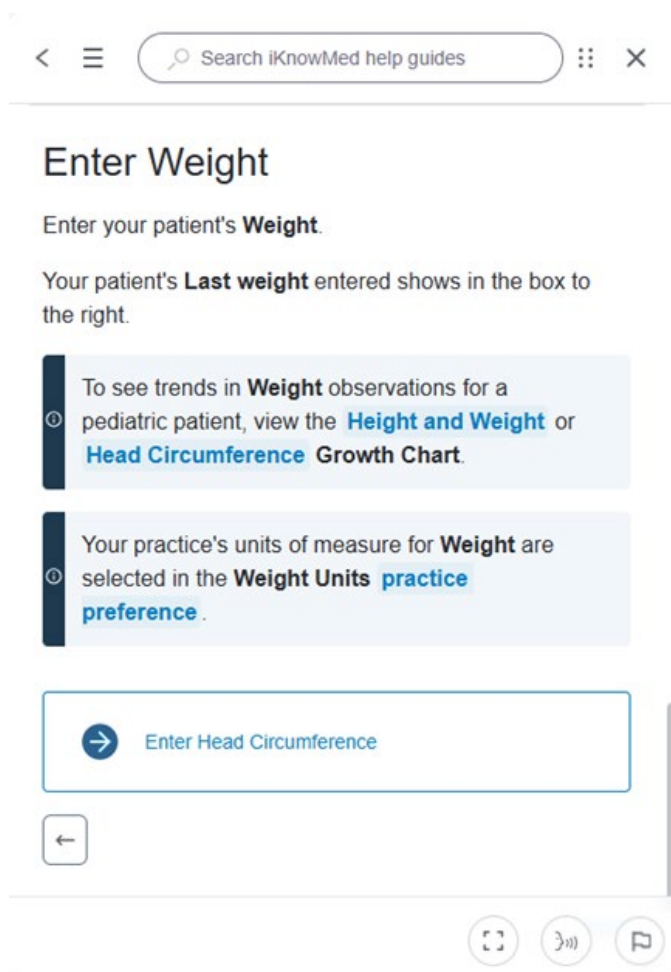 Search iKnowMed help guides
Enter Weight
Enter your patient's Weight.
Your patient's Last weight entered shows in the box to
the right.
To see trends in Weight observations for a
pediatric patient, view the Height and Weight or
Head Circumference Growth Chart.
Your practice's units of measure for Weight are
selected in the Weight Units practice
preference.
Enter Head Circumference